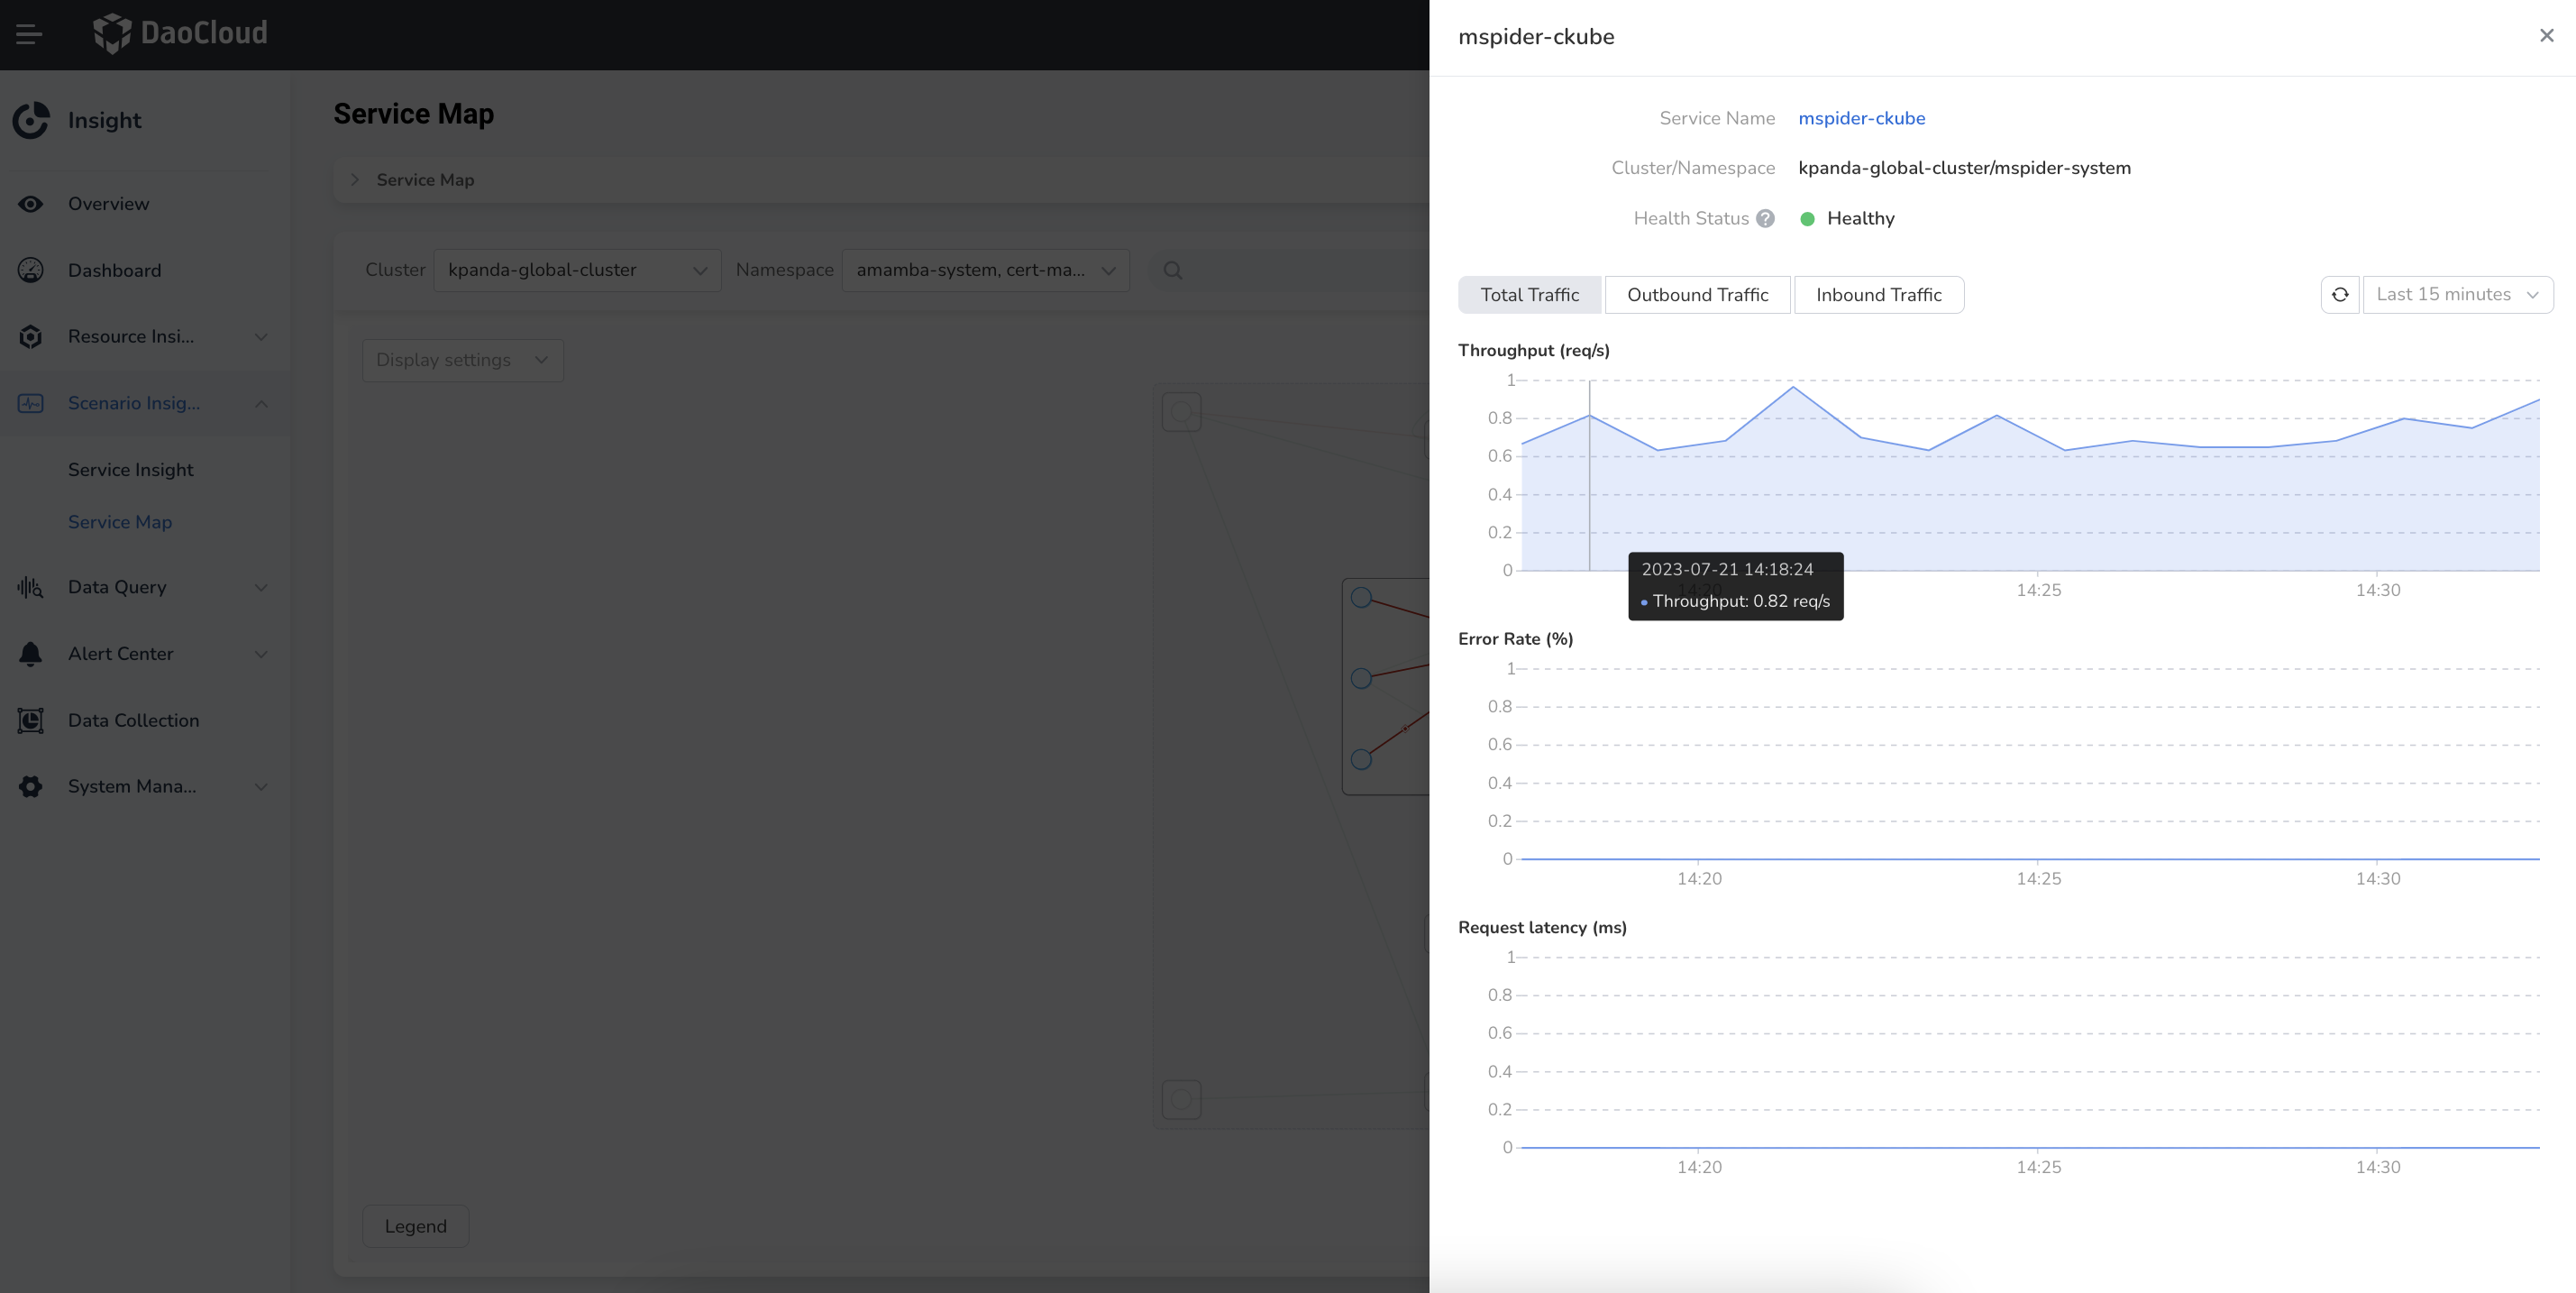 DaoCloud
Insight
Overview
Dashboard
Resource Insi...
Scenario Insig...
Service Insight
Service Map
Data Query
Alert Center
Data Collection
System Mana...
Service Map
Service Map
Cluster kpanda-global-cluster Namespace amamba-system, cert-ma...
Display settings
Legend
mspider-ckube
Service Name mspider-ckube
Cluster/Namespace kpanda-global-cluster/mspider-system
Health Status ? Healthy
Total Traffic Outbound Traffic Inbound Traffic Last 15 minutes
Throughput (req/s)
1
0.8
0.6
0.4
0.2
0
14:20 14:25 14:30
2023-07-21 14:18:24
Throughput: 0.82 req/s
Error Rate (%)
1
0.8
0.6
0.4
0.2
0
14:20 14:25 14:30
Request latency (ms)
1
0.8
0.6
0.4
0.2
0
14:20 14:25 14:30